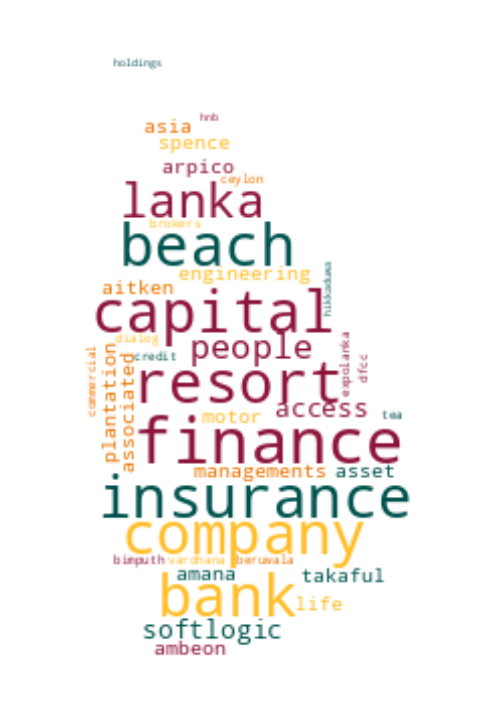 holdings
hnb
asia
spence
arpico
ceylon
lanka
brokers
beach
engineering
hikkaduwa
aitken
capital
dialog
people
credit
commercial
plantation
associated
resort
expolanka
dfcc
access
motor
tea
finance
managements
asset
insurance
company
bimputh
vardhana
beruwala
amana
takaful
bank
life
softlogic
ambeon